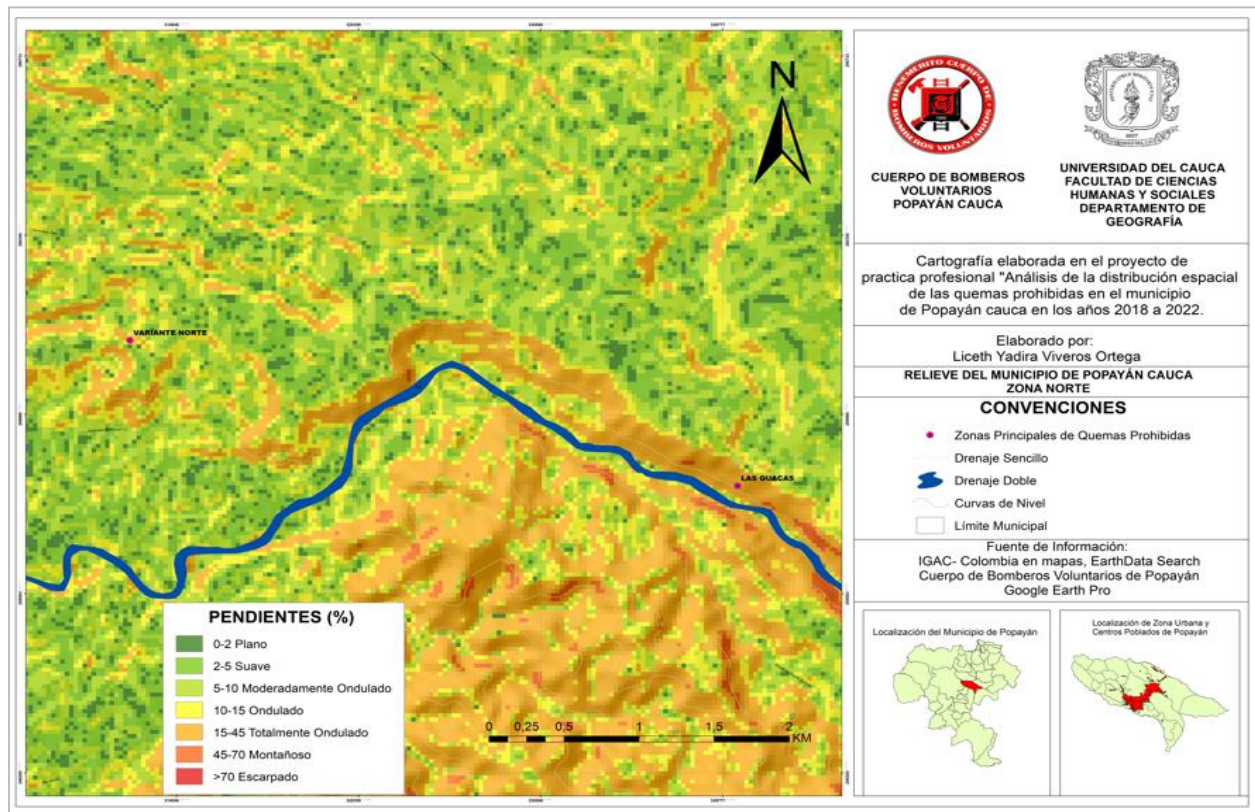 N
VARIANTE NORTE
LAS GUACAS
PENDIENTES (%)
0-2 Plano
2-5 Suave
5-10 Moderadamente Ondulado
10-15 Ondulado
15-45 Totalmente Ondulado
45-70 Montañoso
>70 Escarpado
0 0,25 0,5 1 1,5 2
KM
BENEMERITO CUERPO DE
BOMBEROS VOLUNTARIOS
CUERPO DE BOMBEROS
VOLUNTARIOS
POPAYÁN CAUCA
UNIVERSIDAD DEL CAUCA
FACULTAD DE CIENCIAS
HUMANAS Y SOCIALES
DEPARTAMENTO DE
GEOGRAFÍA
Cartografía elaborada en el proyecto de
practica profesional "Análisis de la distribución espacial
de las quemas prohibidas en el municipio
de Popayán cauca en los años 2018 a 2022.
Elaborado por:
Liceth Yadira Viveros Ortega
RELIEVE DEL MUNICIPIO DE POPAYÁN CAUCA
ZONA NORTE
CONVENCIONES
Zonas Principales de Quemas Prohibidas
Drenaje Sencillo
Drenaje Doble
Curvas de Nivel
Límite Municipal
Fuente de Información:
IGAC- Colombia en mapas, EarthData Search
Cuerpo de Bomberos Voluntarios de Popayán
Google Earth Pro
Localización del Municipio de Popayán
Localización de Zona Urbana y
Centros Poblados de Popayán